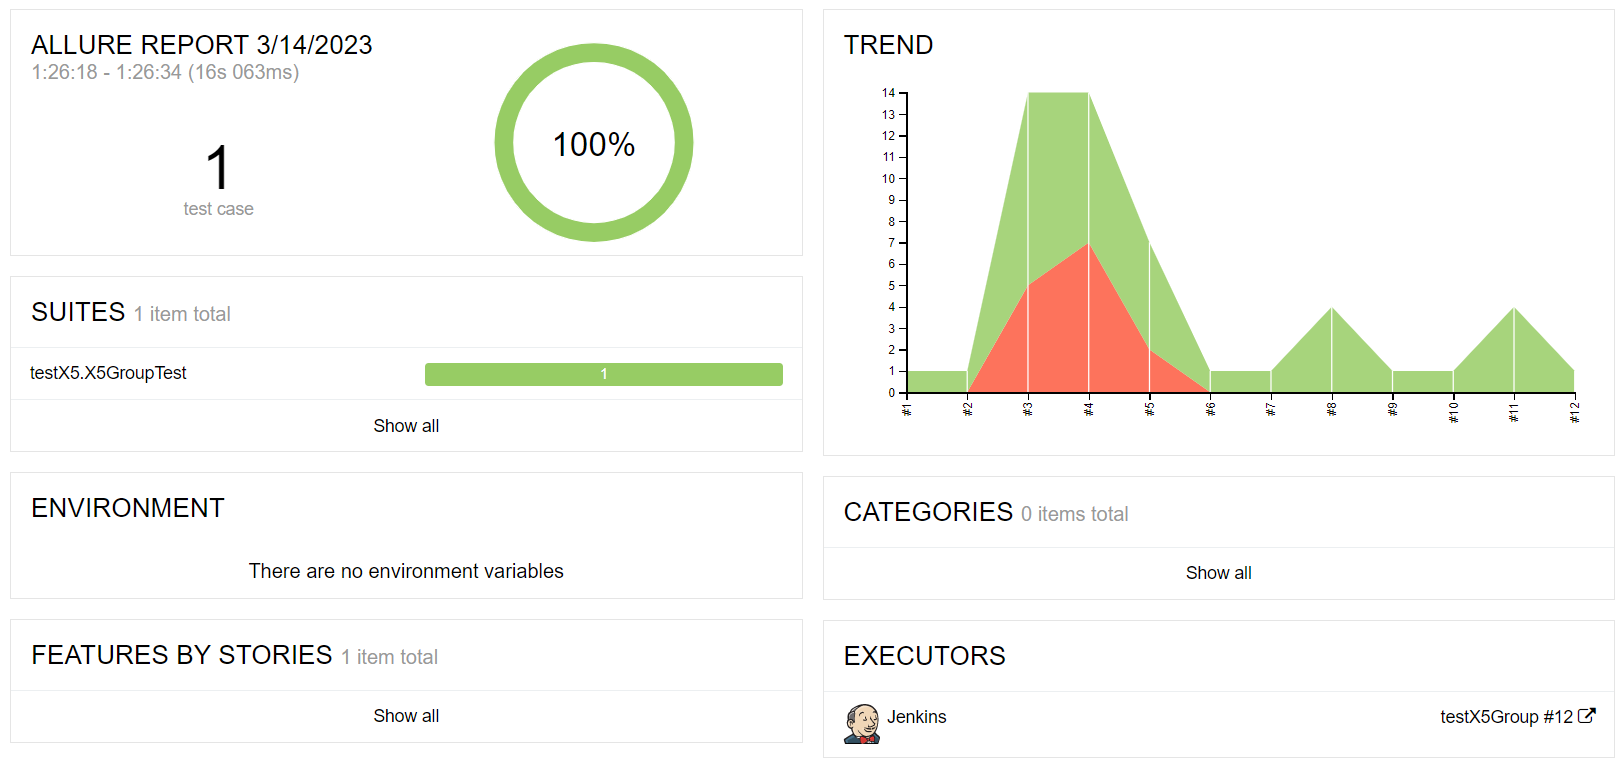 ALLURE REPORT 3/14/2023
1:26:18 - 1:26:34 (16s 063ms)
1
test case
100%
SUITES 1 item total
testX5.X5GroupTest 1
Show all
ENVIRONMENT
There are no environment variables
FEATURES BY STORIES 1 item total
Show all
TREND
14
13
12
11
10
9
8
7
6
5
4
3
2
1
0
#1 #2 #3 #4 #5 #6 #7 #8 #9 #10 #11 #12
CATEGORIES 0 items total
Show all
EXECUTORS
Jenkins testX5Group #12